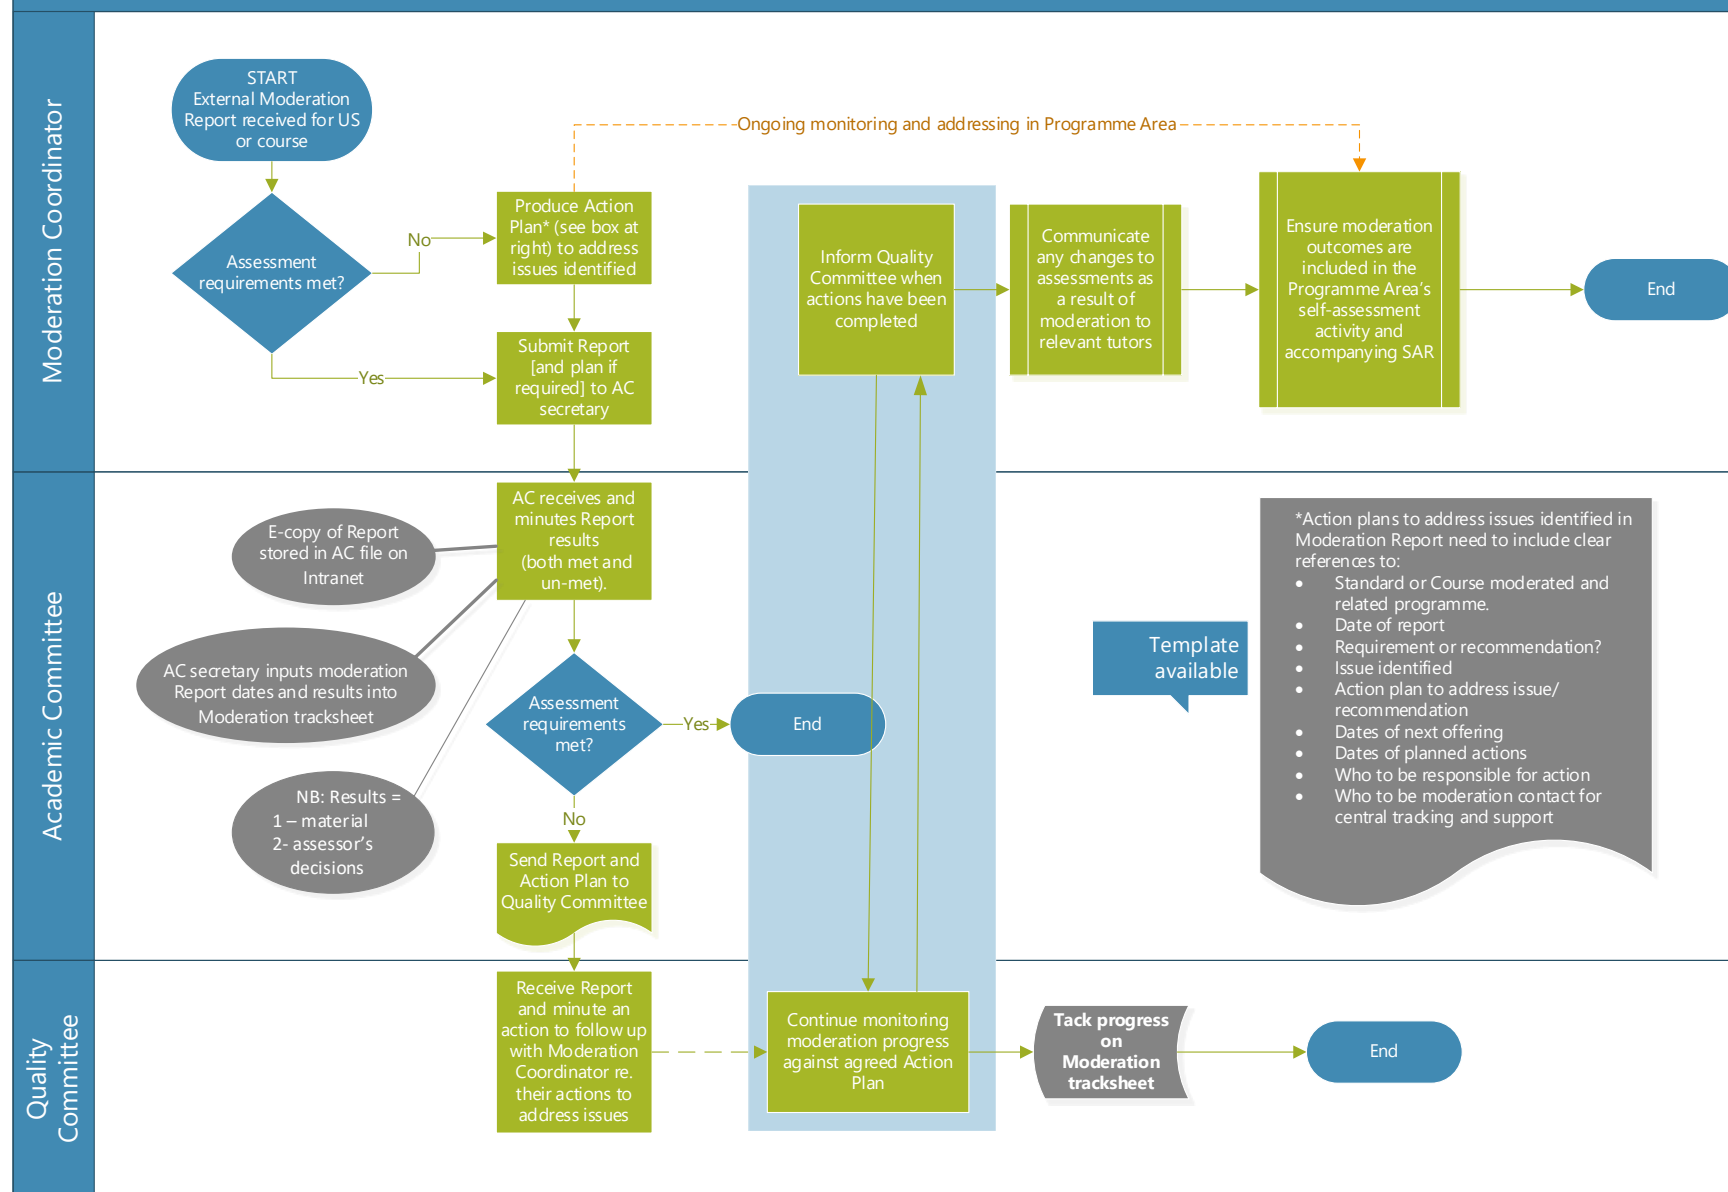 Moderation Coordinator
START
External Moderation
Report received for US
or course
Assessment
requirements met?
No
Yes
Produce Action
Plan* (see box at
right) to address
issues identified
Submit Report
[and plan if
required] to AC
secretary
Ongoing monitoring and addressing in Programme Area
Inform Quality
Committee when
actions have been
completed
Communicate
any changes to
assessments as
a result of
moderation to
relevant tutors
Ensure moderation
outcomes are
included in the
Programme Area's
self-assessment
activity and
accompanying SAR
End
Academic Committee
E-copy of Report
stored in AC file on
Intranet
AC secretary inputs moderation
Report dates and results into
Moderation tracksheet
NB: Results =
1 – material
2- assessor's
decisions
AC receives and
minutes Report
results
(both met and
un-met).
Assessment
requirements
met?
Yes
End
No
Send Report and
Action Plan to
Quality Committee
Template
available
*Action plans to address issues identified in
Moderation Report need to include clear
references to:
• Standard or Course moderated and
related programme.
• Date of report
• Requirement or recommendation?
• Issue identified
• Action plan to address issue/
recommendation
• Dates of next offering
• Dates of planned actions
• Who to be responsible for action
• Who to be moderation contact for
central tracking and support
Quality
Committee
Receive Report
and minute an
action to follow up
with Moderation
Coordinator re.
their actions to
address issues
Continue monitoring
moderation progress
against agreed Action
Plan
Tack progress
on
Moderation
tracksheet
End